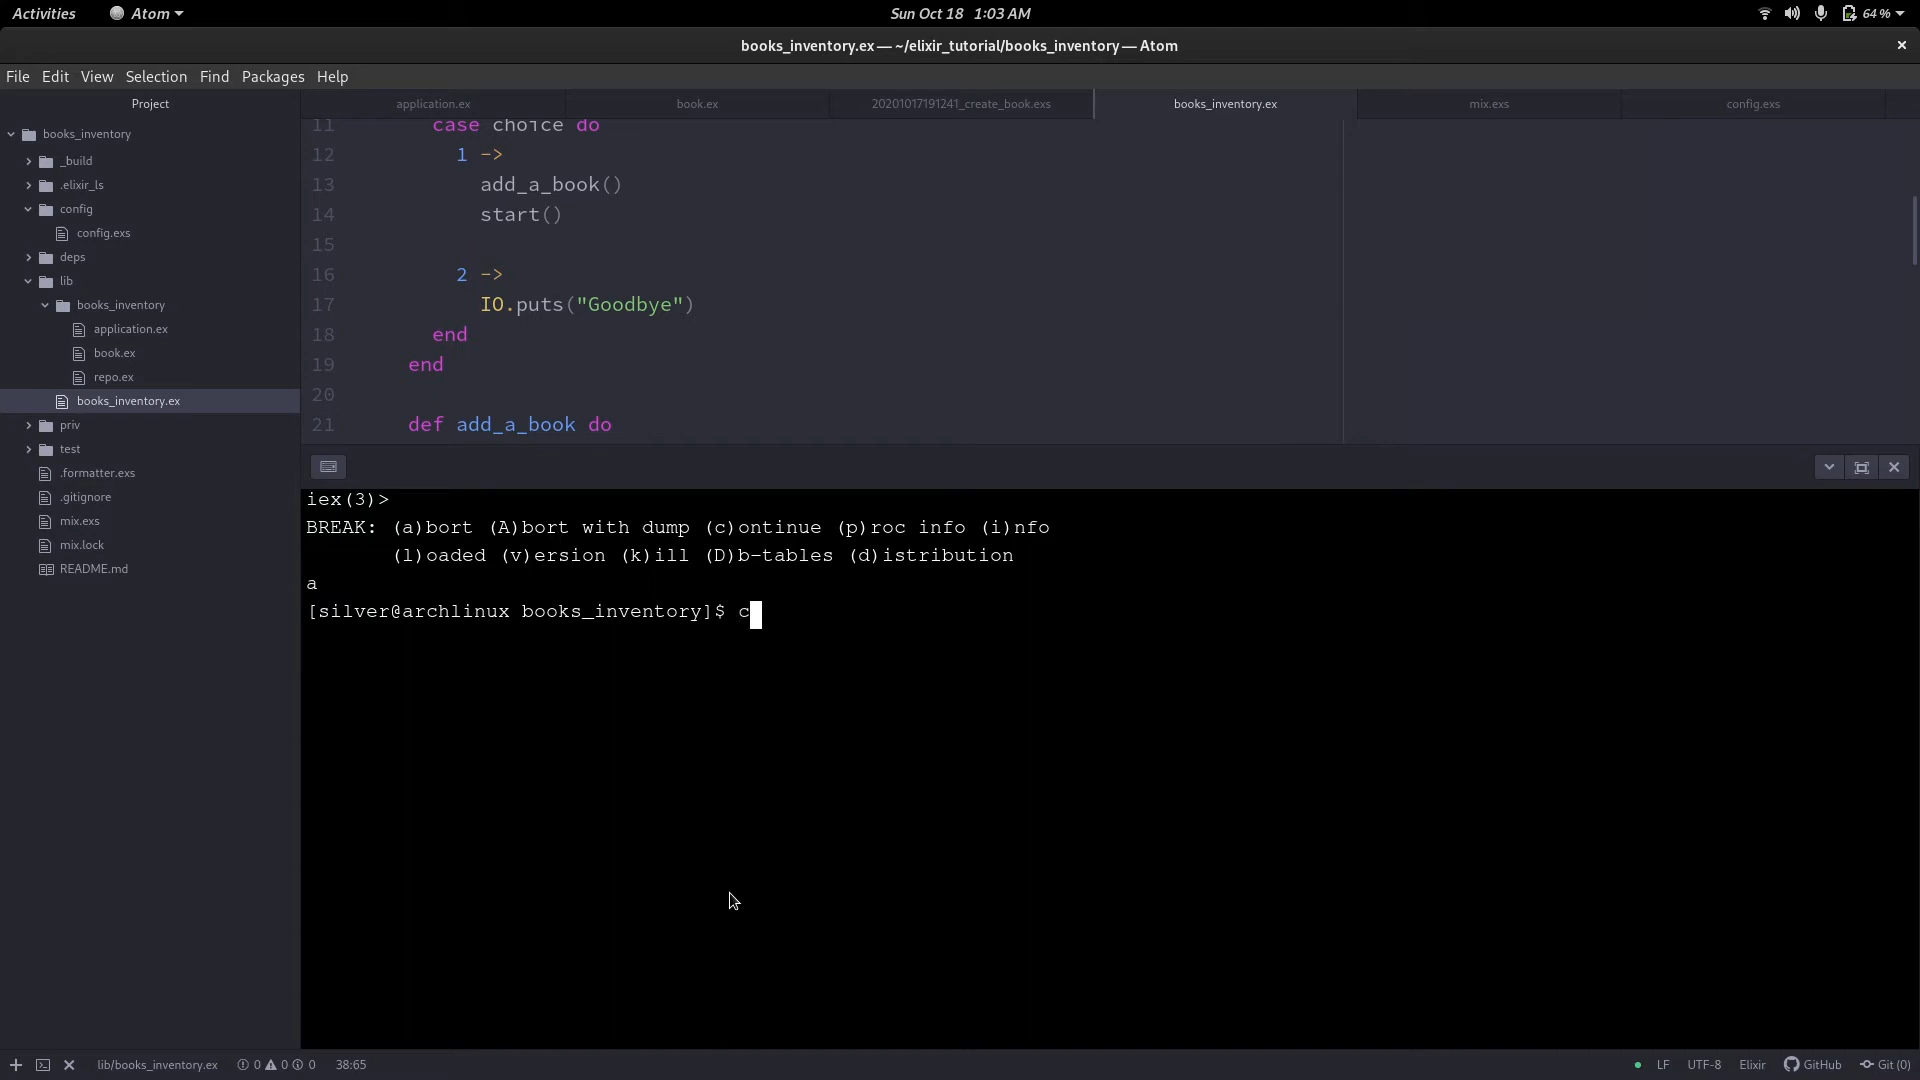 Activities Atom Sun Oct 18 1:03 AM 64 %
books_inventory.ex — ~/elixir_tutorial/books_inventory — Atom
File Edit View Selection Find Packages Help
Project
application.ex book.ex 20201017191241_create_book.exs books_inventory.ex mix.exs config.exs
books_inventory
_build
.elixir_ls
config
config.exs
deps
lib
books_inventory
application.ex
book.ex
repo.ex
books_inventory.ex
priv
test
.formatter.exs
.gitignore
mix.exs
mix.lock
README.md
11 case choice do
12 1 ->
13 add_a_book()
14 start()
15
16 2 ->
17 IO.puts("Goodbye")
18 end
19 end
20
21 def add_a_book do
iex(3)>
BREAK: (a)bort (A)bort with dump (c)ontinue (p)roc info (i)nfo
(l)oaded (v)ersion (k)ill (D)b-tables (d)istribution
a
[silver@archlinux books_inventory]$ c
lib/books_inventory.ex 0 0 0 38:65 LF UTF-8 Elixir GitHub Git (0)